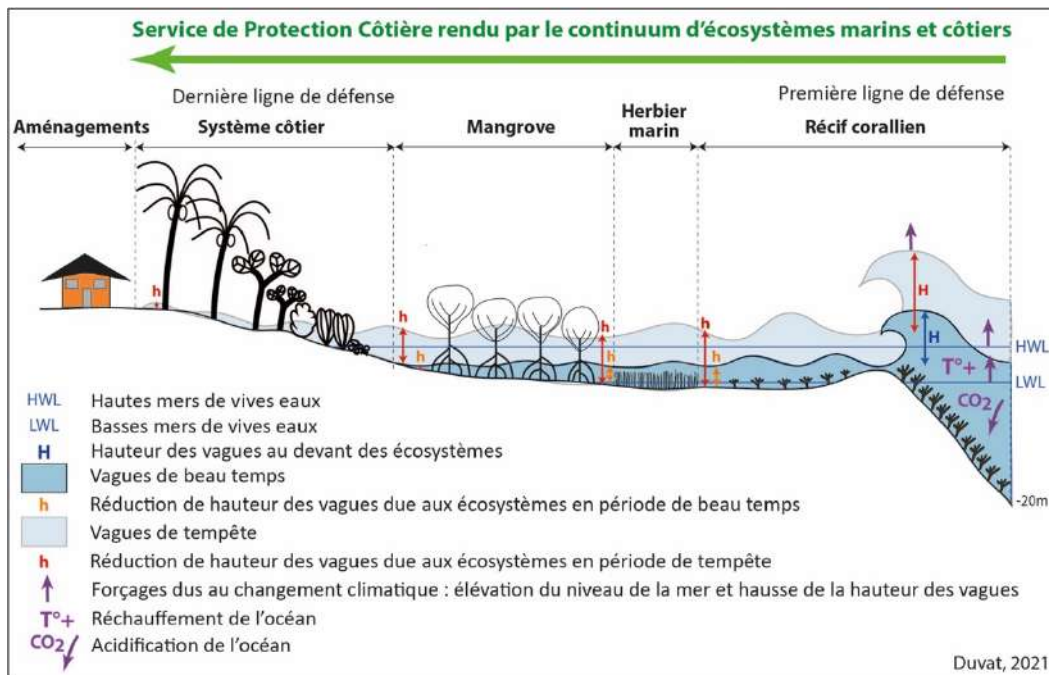 Service de Protection Côtière rendu par le continuum d'écosystèmes marins et côtiers
Dernière ligne de défense
Première ligne de défense
Aménagements
Système côtier
Mangrove
Herbier
marin
Récif corallien
h
h
h
h
h
h
h
H
H
T°+
CO2
HWL
LWL
-20m
HWL Hautes mers de vives eaux
LWL Basses mers de vives eaux
H Hauteur des vagues au devant des écosystèmes
Vagues de beau temps
h Réduction de hauteur des vagues due aux écosystèmes en période de beau temps
Vagues de tempête
h Réduction de hauteur des vagues due aux écosystèmes en période de tempête
Forçages dus au changement climatique : élévation du niveau de la mer et hausse de la hauteur des vagues
T°+ Réchauffement de l'océan
CO2 Acidification de l'océan
Duvat, 2021